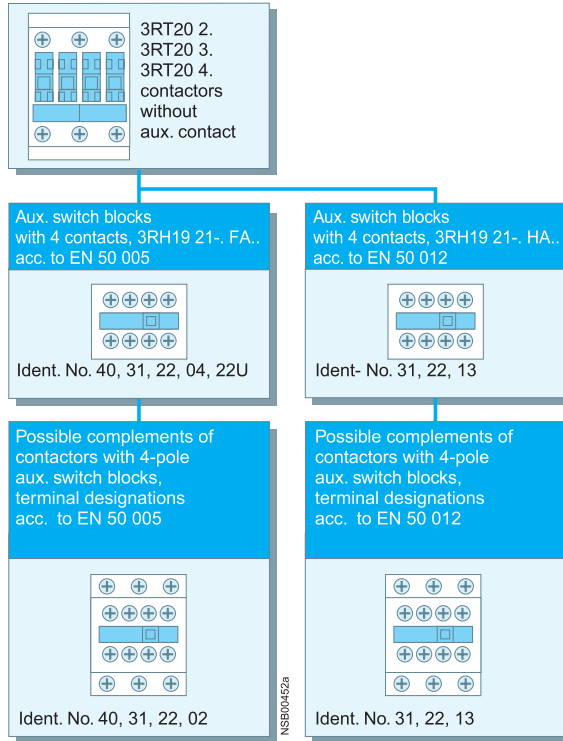 3RT20 2.
3RT20 3.
3RT20 4.
contactors
without
aux. contact
Aux. switch blocks
with 4 contacts, 3RH19 21-. FA..
acc. to EN 50 005
Ident. No. 40, 31, 22, 04, 22U
Aux. switch blocks
with 4 contacts, 3RH19 21-. HA..
acc. to EN 50 012
Ident- No. 31, 22, 13
Possible complements of
contactors with 4-pole
aux. switch blocks,
terminal designations
acc. to EN 50 005
Ident. No. 40, 31, 22, 02
Possible complements of
contactors with 4-pole
aux. switch blocks,
terminal designations
acc. to EN 50 012
Ident. No. 31, 22, 13
NSB00452a